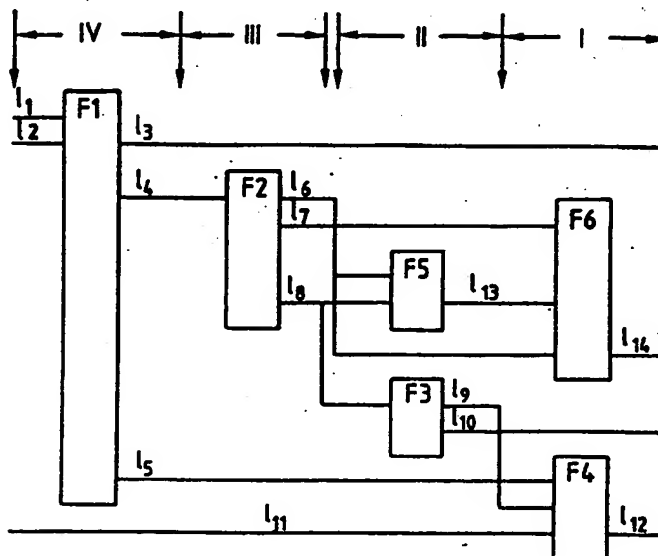 IV III II I
l1 F1
l2 l3
l4 F2 l6
l7 F6
F5
l8 l13
l14
F3 l9
l10
l5 F4
l11 l12